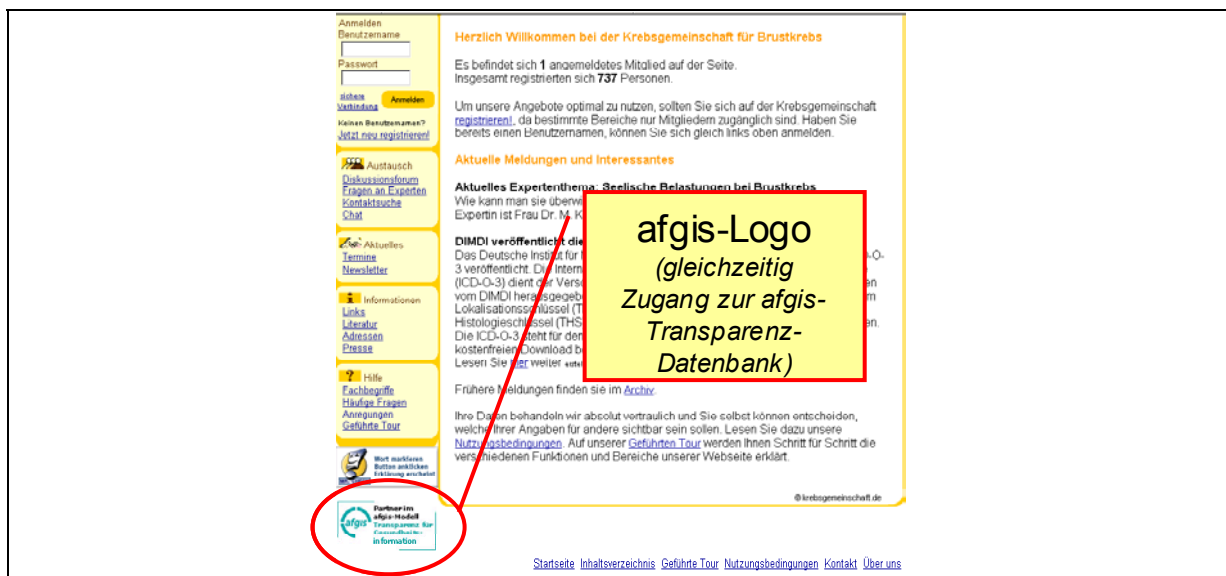 Anmelden
Benutzername
Passwort
sichere
Verbindung
Anmelden
Keinen Benutzernamen?
Jetzt neu registrieren!
Austausch
Diskussionsforum
Fragen an Experten
Kontaktsuche
Chat
Aktuelles
Termine
Newsletter
Informationen
Links
Literatur
Adressen
Presse
Hilfe
Fachbegriffe
Häufige Fragen
Anregungen
Geführte Tour
Wort markieren
Button anklicken
Erklärung erscheint
Partner im
afgis-Modell
afgis
Transparenz für
Gesundheits-
information
Herzlich Willkommen bei der Krebsgemeinschaft für Brustkrebs
Es befindet sich 1 angemeldetes Mitglied auf der Seite.
Insgesamt registrierten sich 737 Personen.
Um unsere Angebote optimal zu nutzen, sollten Sie sich auf der Krebsgemeinschaft
registrieren!, da bestimmte Bereiche nur Mitgliedern zugänglich sind. Haben Sie
bereits einen Benutzernamen, können Sie sich gleich links oben anmelden.
Aktuelle Meldungen und Interessantes
Aktuelles Expertenthema: Seelische Belastungen bei Brustkrebs
Wie kann man sie überwi
Expertin ist Frau Dr. M. K
DIMDI veröffentlicht die
Das Deutsche Institut für -O-
3 veröffentlicht. Die Intern
(ICD-O-3) dient der Versc en
vom DIMDI herausgegeb m
Lokalisationsschlüssel (T
Histologieschlüssel (THS en.
Die ICD-O-3 steht für den
kostenfreien Download b
Lesen Sie hier weiter
Frühere Meldungen finden sie im Archiv.
Ihre Daten behandeln wir absolut vertraulich und Sie selbst können entscheiden,
welche Ihrer Angaben für andere sichtbar sein sollen. Lesen Sie dazu unsere
Nutzungsbedingungen. Auf unserer Geführten Tour werden Ihnen Schritt für Schritt die
verschiedenen Funktionen und Bereiche unserer Webseite erklärt.
© krebsgemeinschaft.de
afgis-Logo
(gleichzeitig
Zugang zur afgis-
Transparenz-
Datenbank)
Startseite Inhaltsverzeichnis Geführte Tour Nutzungsbedingungen Kontakt Über uns